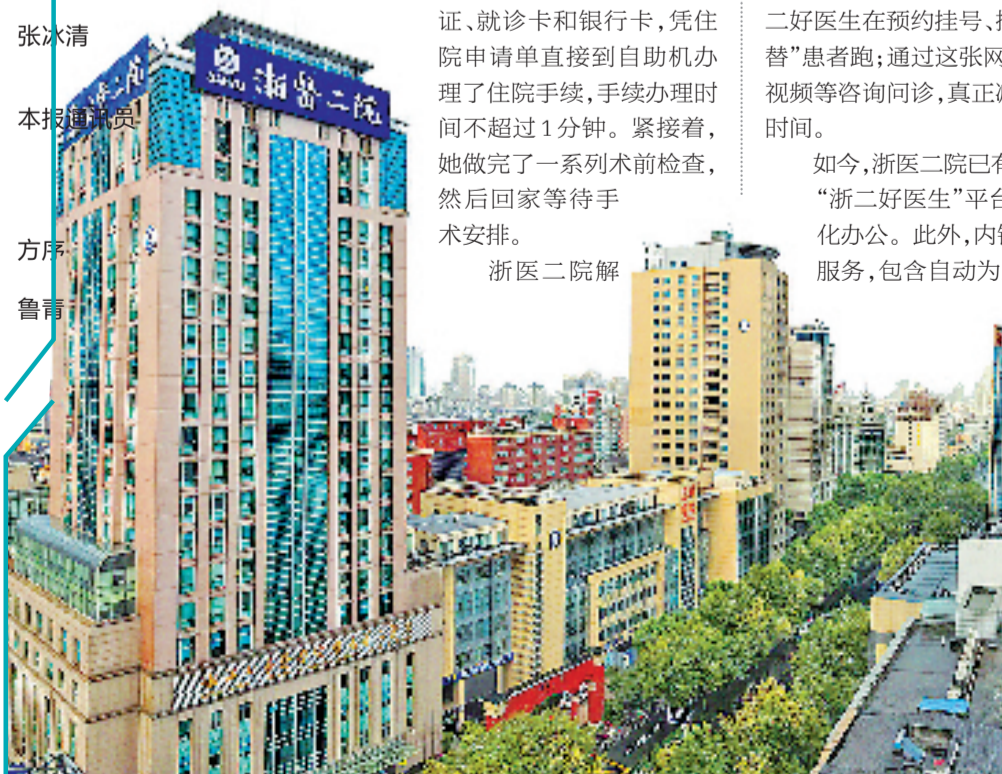 张冰清
本报通讯员
方序
鲁青
浙醫二院
证、就诊卡和银行卡,凭住
院申请单直接到自助机办
理了住院手续,手续办理时
间不超过1分钟。紧接着,
她做完了一系列术前检查,
然后回家等待手
术安排。
浙医二院解
二好医生在预约挂号、
替”患者跑;通过这张网
视频等咨询问诊,真正
时间。
如今,浙医二院已有
“浙二好医生”平台
化办公。此外,内
服务,包含自动为